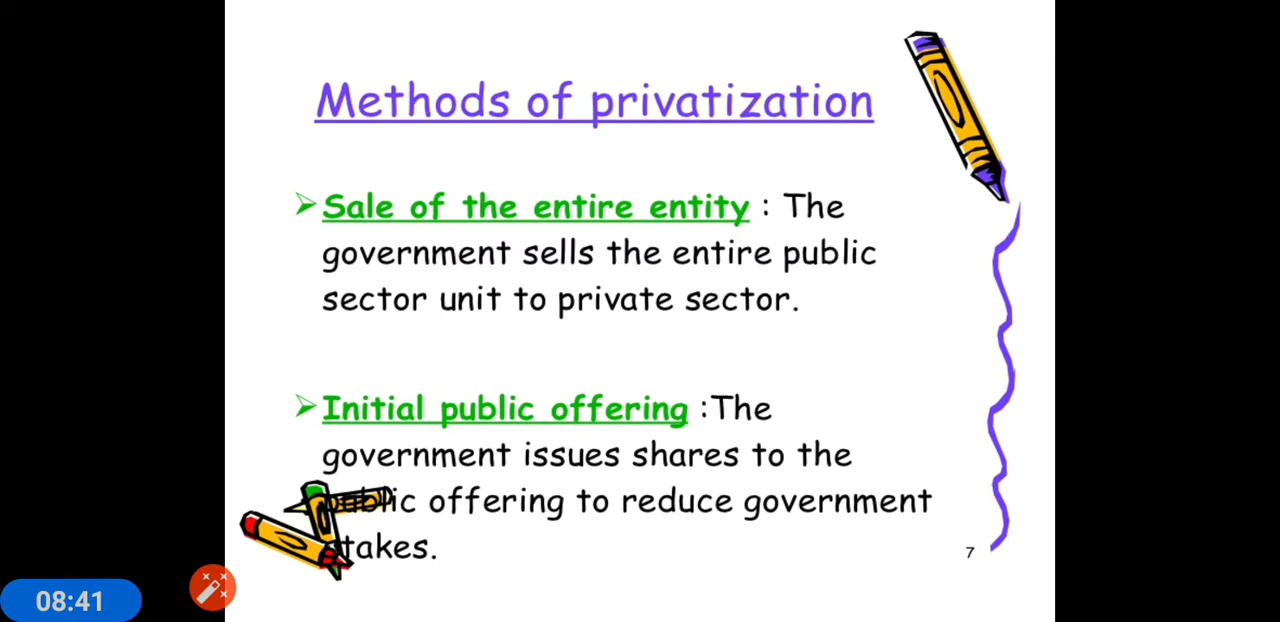 Methods of privatization
➤Sale of the entire entity : The
government sells the entire public
sector unit to private sector.
➤Initial public offering :The
government issues shares to the
public offering to reduce government
stakes.
7
08:41